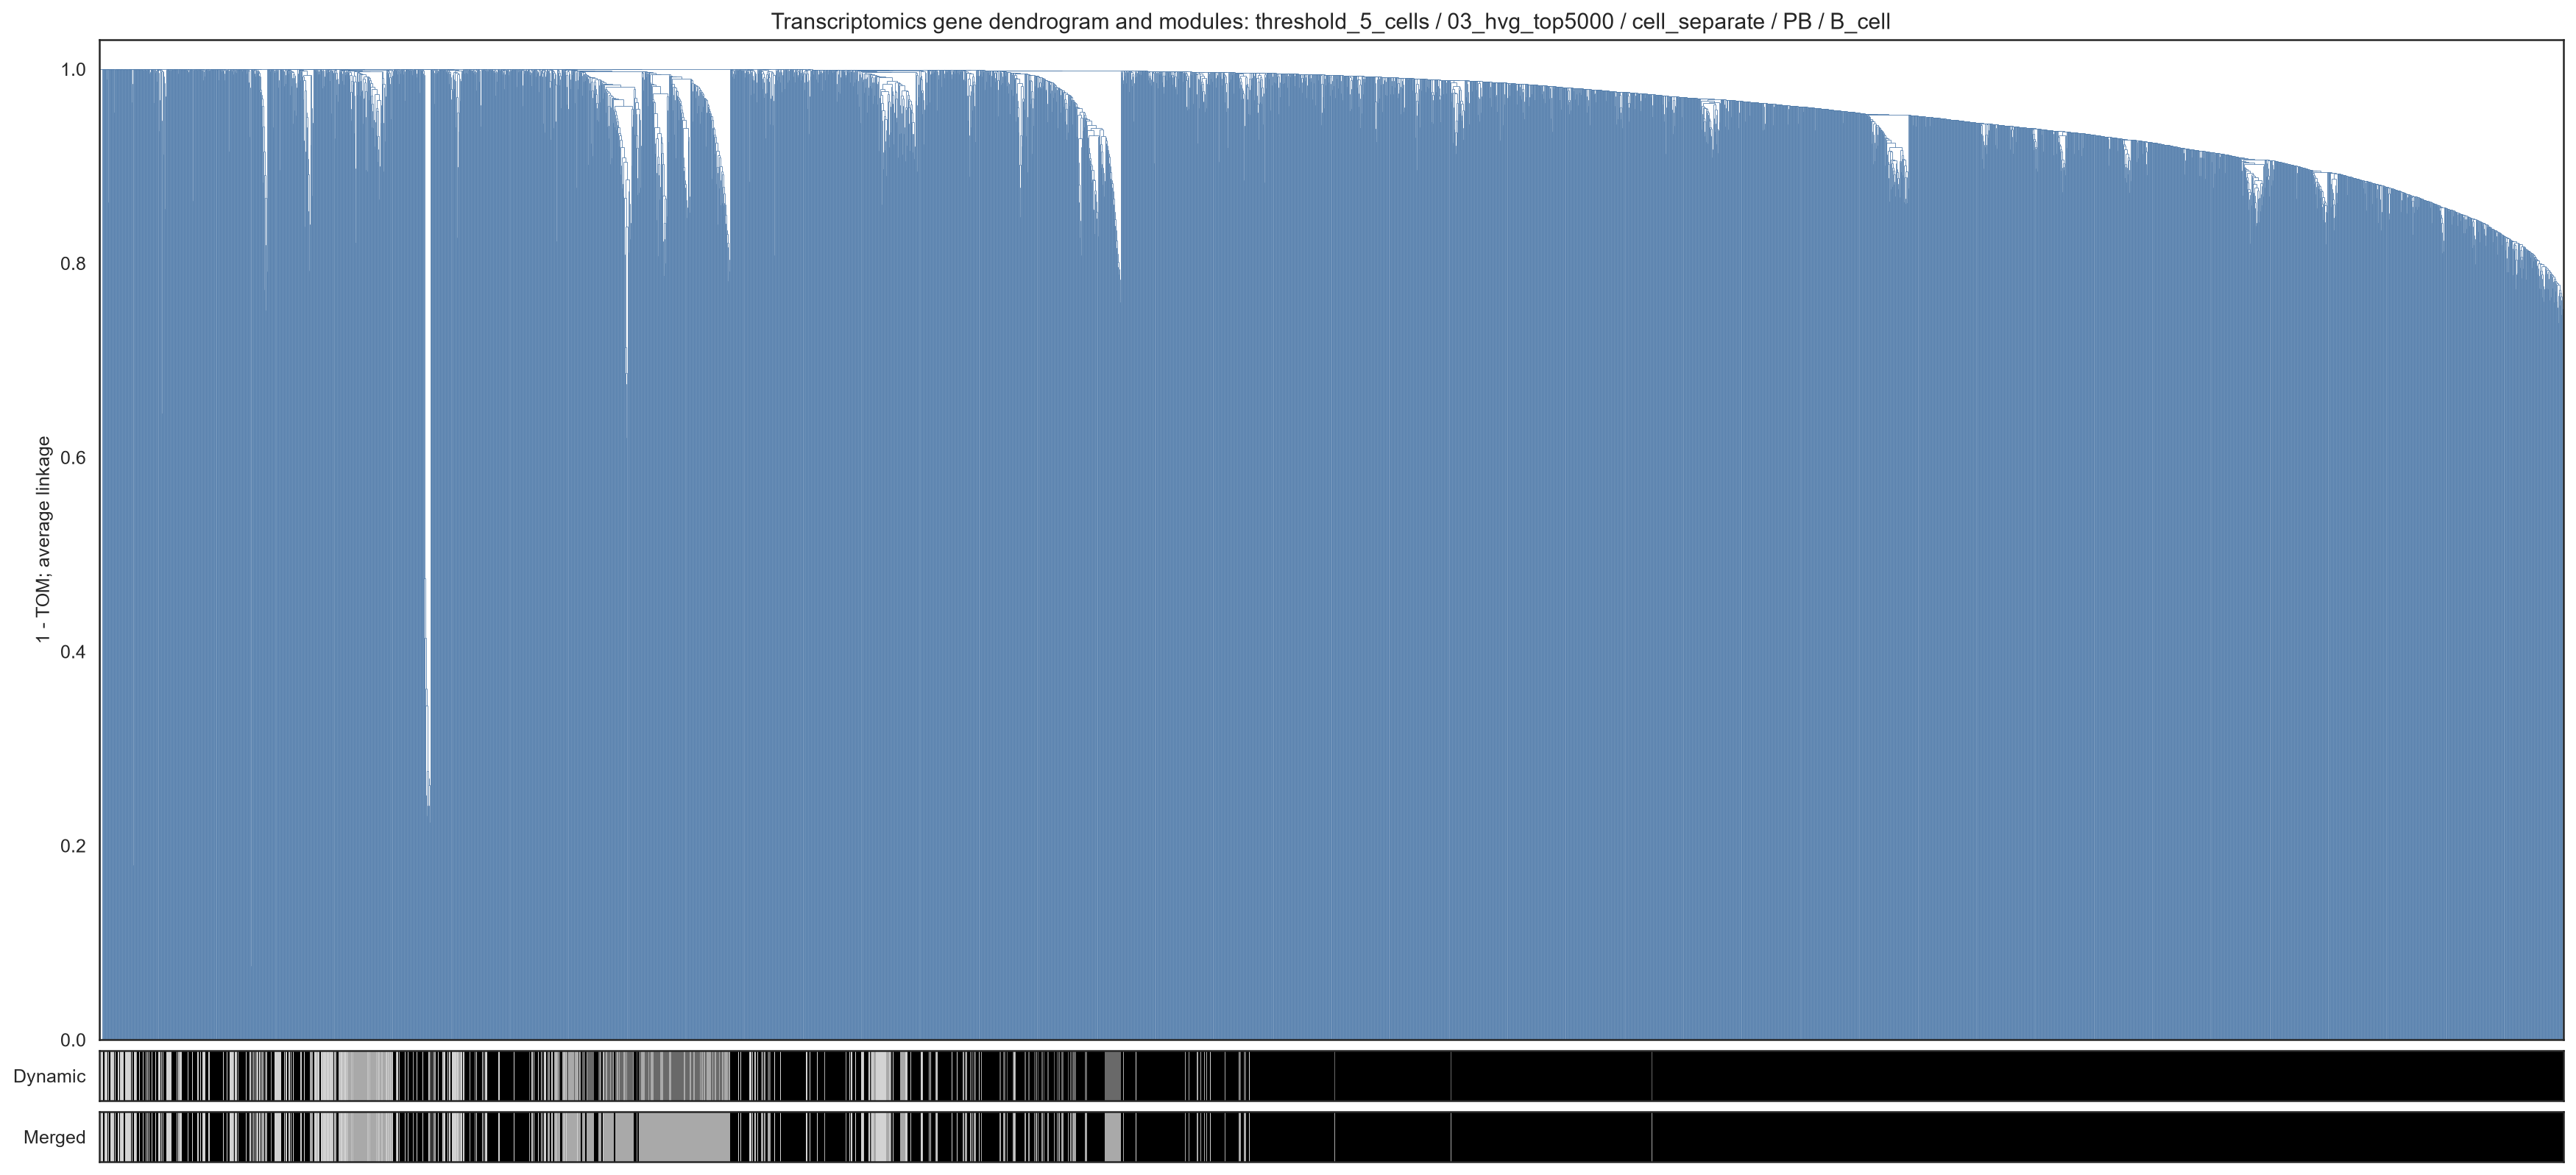 Transcriptomics gene dendrogram and modules: threshold_5_cells / 03_hvg_top5000 / cell_separate / PB / B_cell
1.0
0.8
0.6
0.4
0.2
0.0
1 - TOM; average linkage
Dynamic
Merged